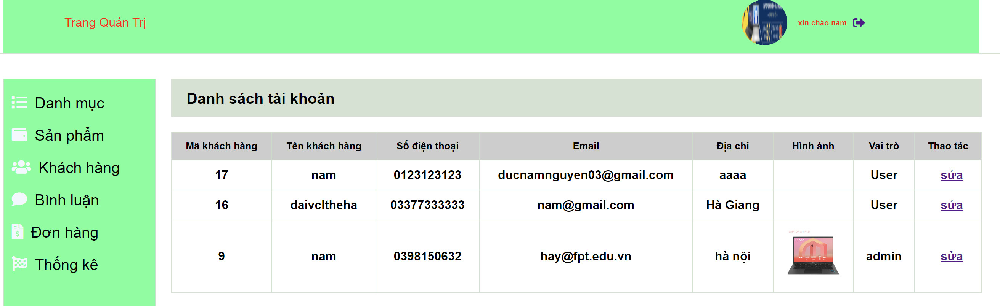 Trang Quản Trị
xin chào nam
Danh mục
Sản phẩm
Khách hàng
Bình luận
Đơn hàng
Thống kê
Danh sách tài khoản
Mã khách hàng Tên khách hàng Số điện thoại Email Địa chỉ Hình ảnh Vai trò Thao tác
17 nam 0123123123 ducnamnguyen03@gmail.com aaaa User sửa
16 daivcltheha 03377333333 nam@gmail.com Hà Giang User sửa
LAPTOPWORLD
LG gram
9 nam 0398150632 hay@fpt.edu.vn hà nội admin sửa